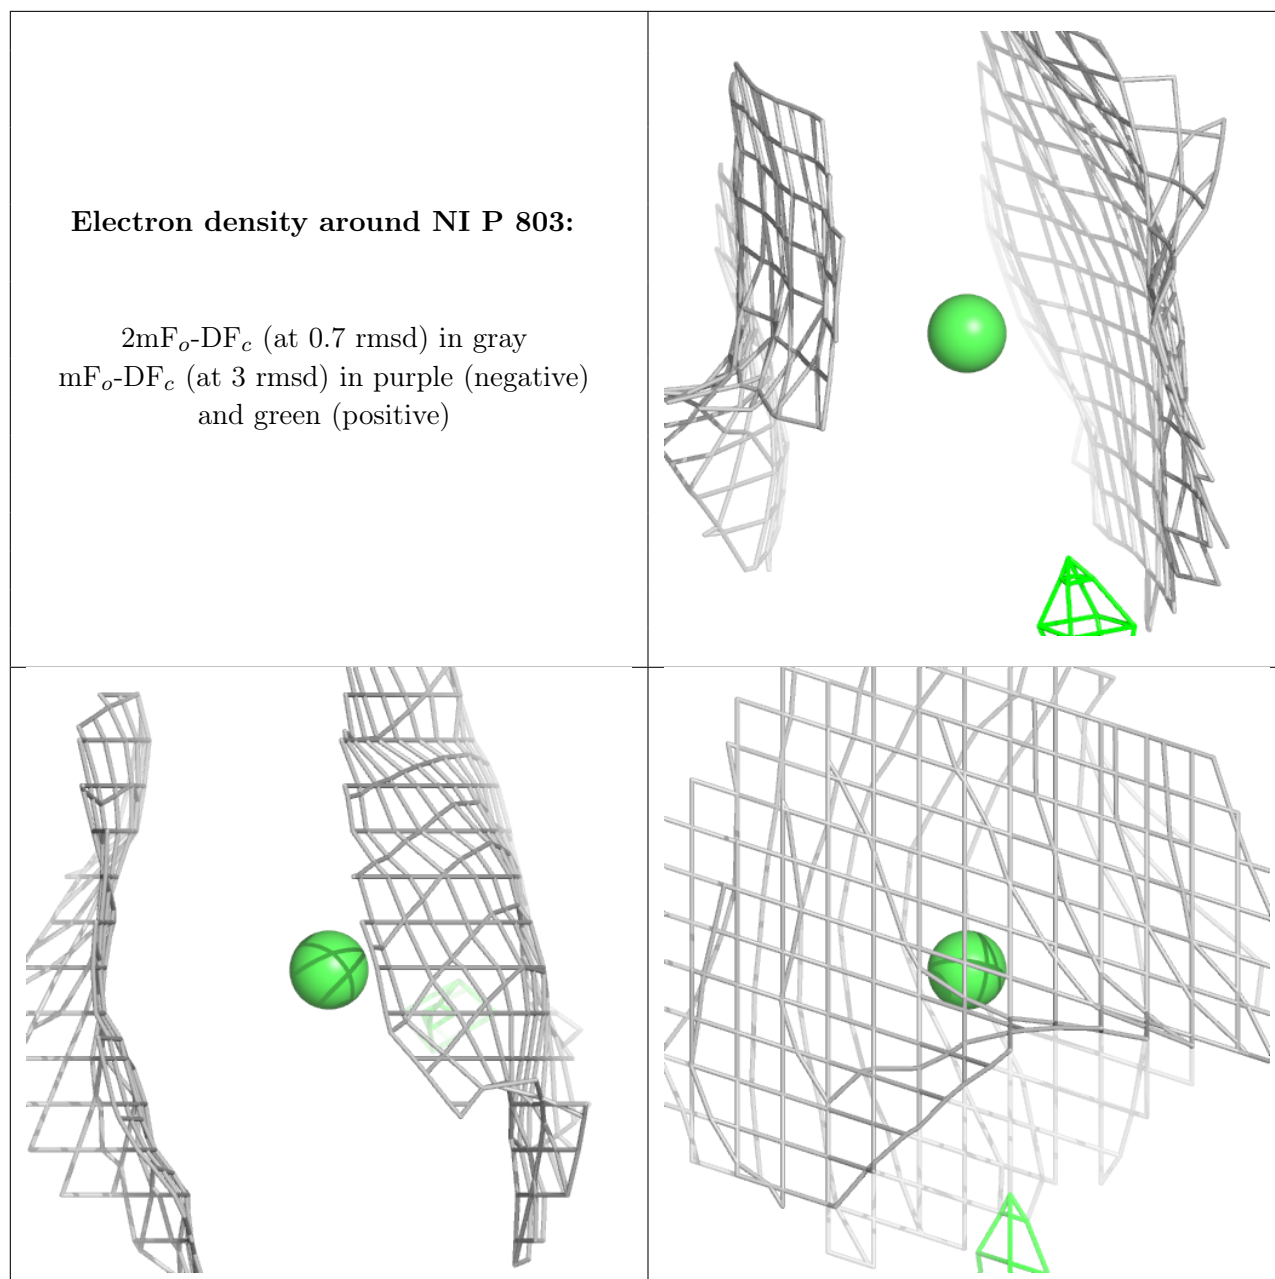 Electron density around NI P 803:
2mFo-DFc (at 0.7 rmsd) in gray
mFo-DFc (at 3 rmsd) in purple (negative)
and green (positive)